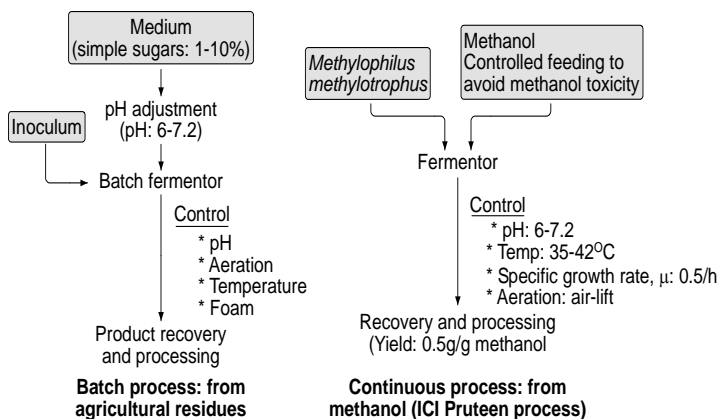 Medium
(simple sugars: 1-10%)
pH adjustment
(pH: 6-7.2)
Inoculum
Batch fermentor
Control
* pH
* Aeration
* Temperature
* Foam
Product recovery
and processing
Batch process: from
agricultural residues
Methylophilus
methylotrophus
Methanol
Controlled feeding to
avoid methanol toxicity
Fermentor
Control
* pH: 6-7.2
* Temp: 35-42°C
* Specific growth rate, μ: 0.5/h
* Aeration: air-lift
Recovery and processing
(Yield: 0.5g/g methanol
Continuous process: from
methanol (ICI Pruteen process)